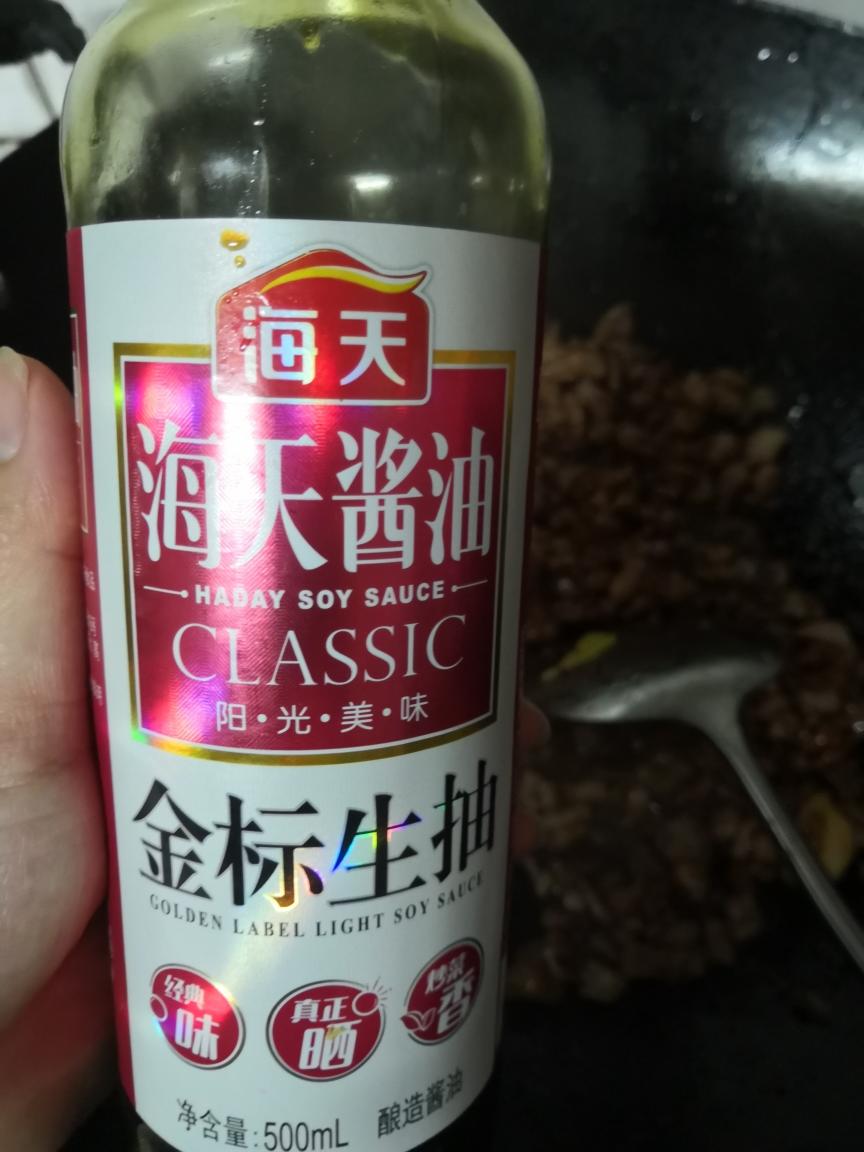 海天
海天酱油
HADAY SOY SAUCE
CLASSIC
阳·光·美·味
金标生抽
GOLDEN LABEL LIGHT SOY SAUCE
经典
味
真正
晒
炒菜
香
净含量:500mL 酿造酱油